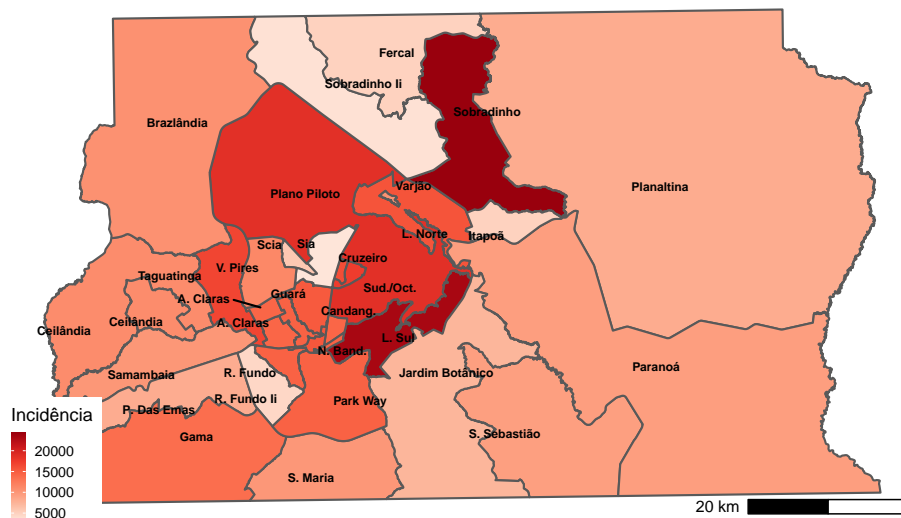 Fercal
Sobradinho Ii
Sobradinho
Brazlândia
Varjão
Plano Piloto
Planaltina
L. Norte
Itapoã
Scia
Sia
Cruzeiro
V. Pires
Taguatinga
Sud./Oct.
Guará
A. Claras
Candang.
Ceilândia
A. Claras
Ceilândia
L. Sul
N. Band.
Paranoá
R. Fundo
Jardim Botânico
Samambaia
R. Fundo Ii
Park Way
P. Das Emas
Incidência
Gama
S. Sebastião
20000
15000
S. Maria
10000
5000
20 km